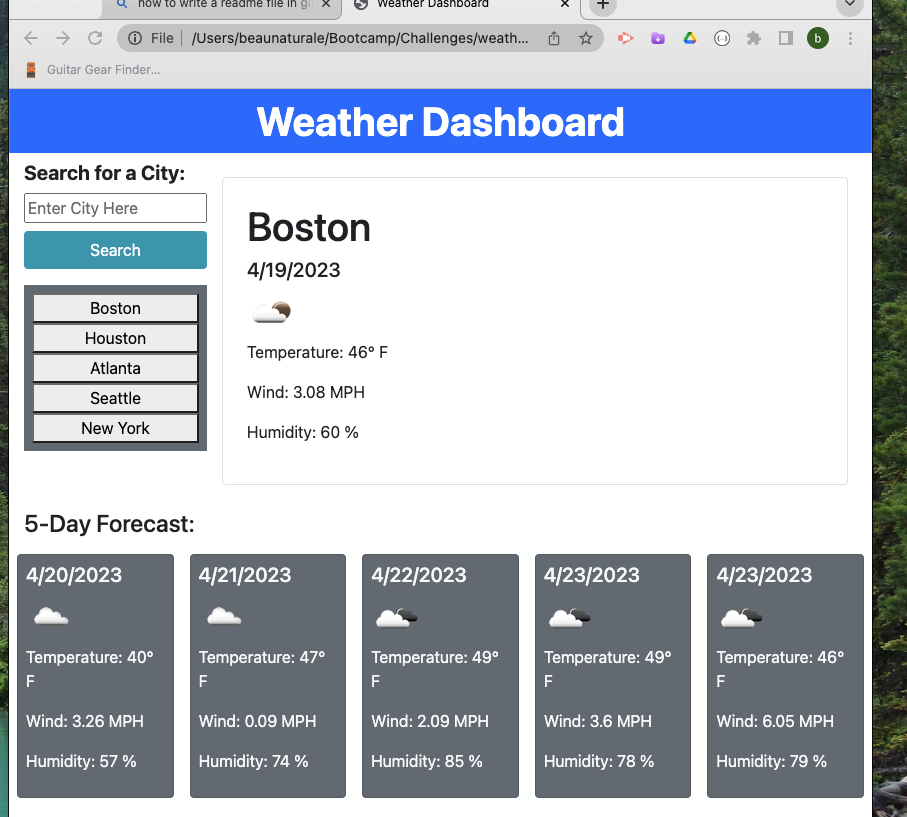 how to write a readme file in gi
Weather Dashboard
File /Users/beaunaturale/Bootcamp/Challenges/weath...
b
Guitar Gear Finder...
Weather Dashboard
Search for a City:
Enter City Here
Search
Boston
Houston
Atlanta
Seattle
New York
Boston
4/19/2023
Temperature: 46° F
Wind: 3.08 MPH
Humidity: 60 %
5-Day Forecast:
4/20/2023
Temperature: 40°
F
Wind: 3.26 MPH
Humidity: 57 %
4/21/2023
Temperature: 47°
F
Wind: 0.09 MPH
Humidity: 74 %
4/22/2023
Temperature: 49°
F
Wind: 2.09 MPH
Humidity: 85 %
4/23/2023
Temperature: 49°
F
Wind: 3.6 MPH
Humidity: 78 %
4/23/2023
Temperature: 46°
F
Wind: 6.05 MPH
Humidity: 79 %